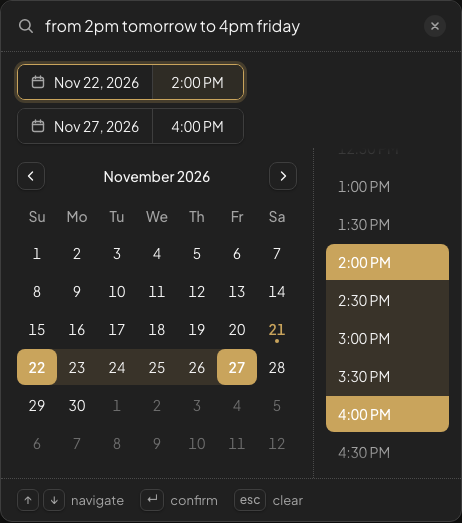 from 2pm tomorrow to 4pm friday
Nov 22, 2026 2:00 PM
Nov 27, 2026 4:00 PM
November 2026
Su Mo Tu We Th Fr Sa
1 2 3 4 5 6 7
8 9 10 11 12 13 14
15 16 17 18 19 20 21
22 23 24 25 26 27 28
29 30 1 2 3 4 5
6 7 8 9 10 11 12
12:30 PM
1:00 PM
1:30 PM
2:00 PM
2:30 PM
3:00 PM
3:30 PM
4:00 PM
4:30 PM
navigate confirm esc clear